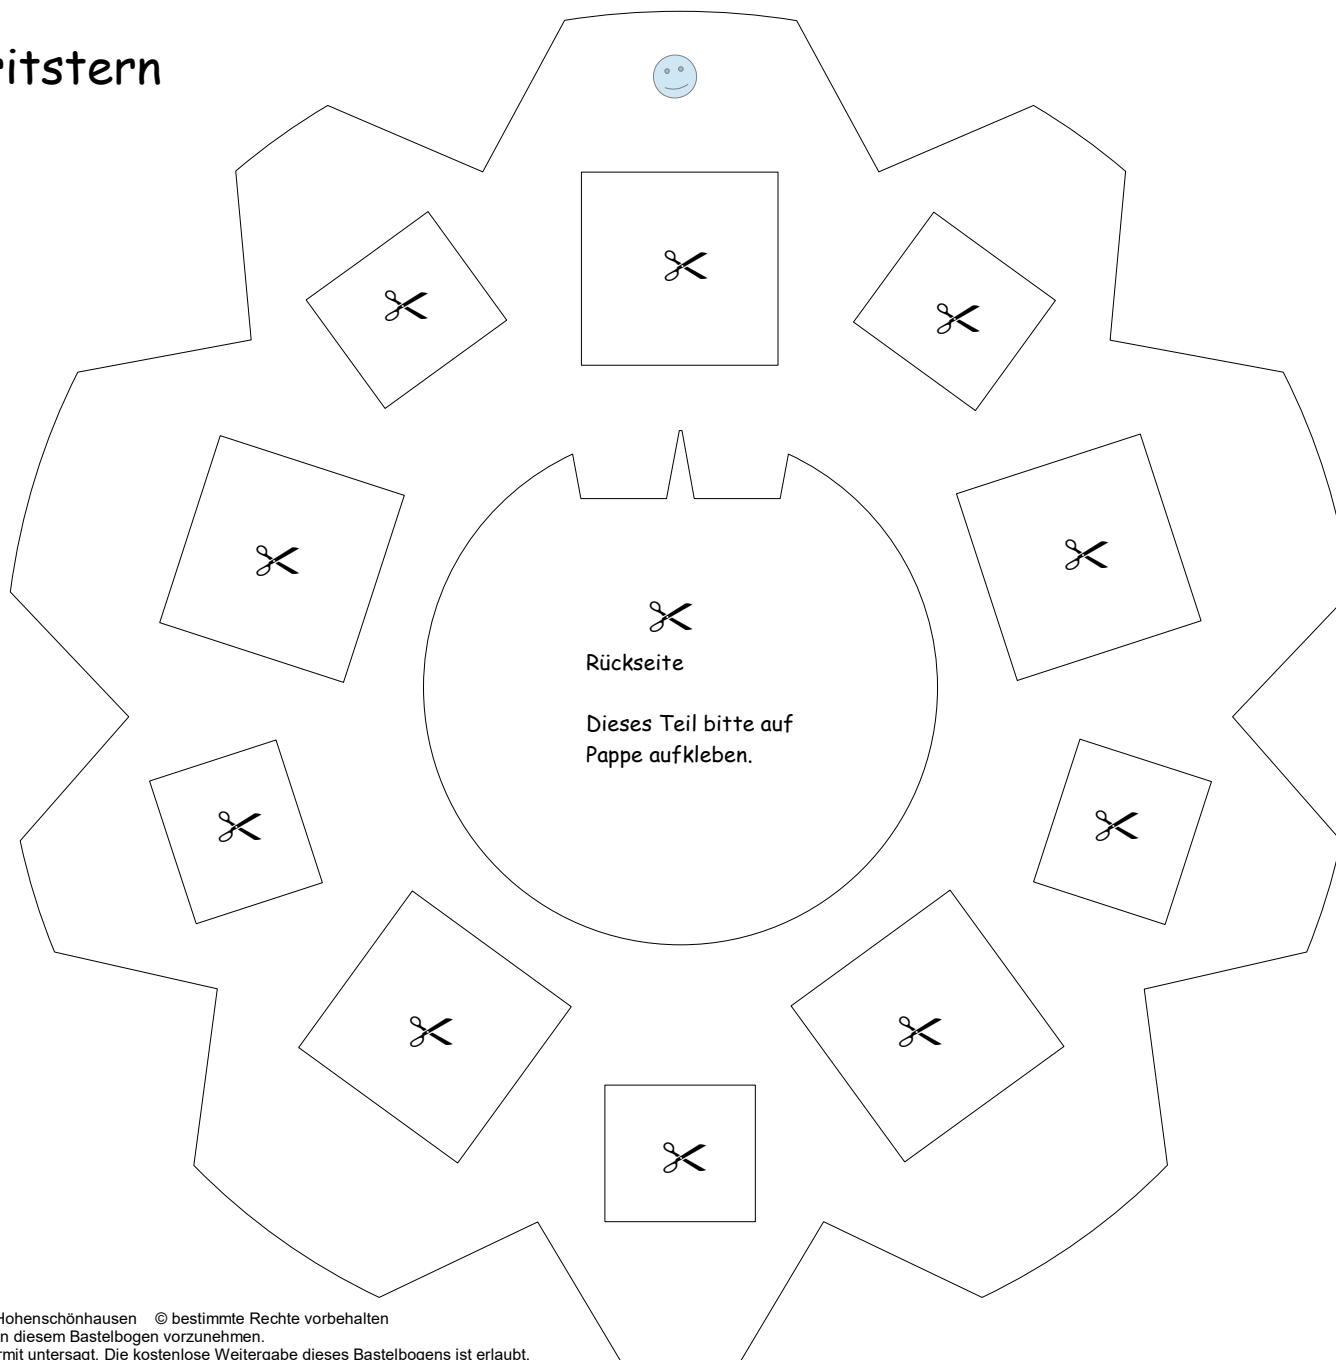 ritstern
Rückseite
Dieses Teil bitte auf
Pappe aufkleben.
Hohenschönhausen © bestimmte Rechte vorbehalten
n diesem Bastelbogen vorzunehmen.
rmit untersagt. Die kostenlose Weitergabe dieses Bastelbogens ist erlaubt.